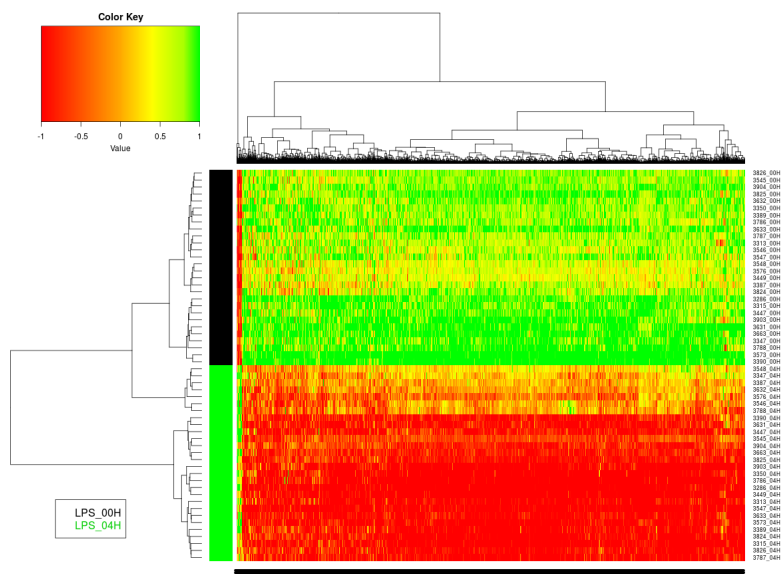 Color Key
-1
-0.5
0
0.5
1
Value
3826_00H
3545_00H
3904_00H
3825_00H
3632_00H
3350_00H
3389_00H
3786_00H
3633_00H
3787_00H
3313_00H
3546_00H
3547_00H
3548_00H
3576_00H
3449_00H
3387_00H
3824_00H
3286_00H
3315_00H
3447_00H
3903_00H
3631_00H
3663_00H
3347_00H
3788_00H
3573_00H
3390_00H
3548_04H
3347_04H
3387_04H
3632_04H
3576_04H
3546_04H
3788_04H
3390_04H
3631_04H
3447_04H
3545_04H
3904_04H
3663_04H
3825_04H
3903_04H
3350_04H
3786_04H
3286_04H
3449_04H
3313_04H
3547_04H
3633_04H
3573_04H
3389_04H
3824_04H
3315_04H
3826_04H
3787_04H
LPS_00H
LPS_04H